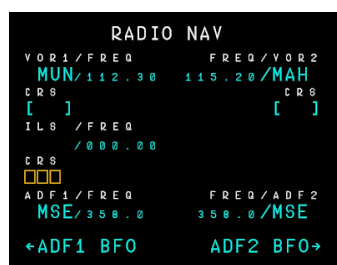 RADIO NAV
VOR1/FREQ FREQ/VOR2
MUN/112.30 115.20/MAH
CRS CRS
[ ] [ ]
ILS /FREQ
/000.00
CRS
□□□
ADF1/FREQ FREQ/ADF2
MSE/358.0 358.0/MSE
←ADF1 BFO ADF2 BFO→